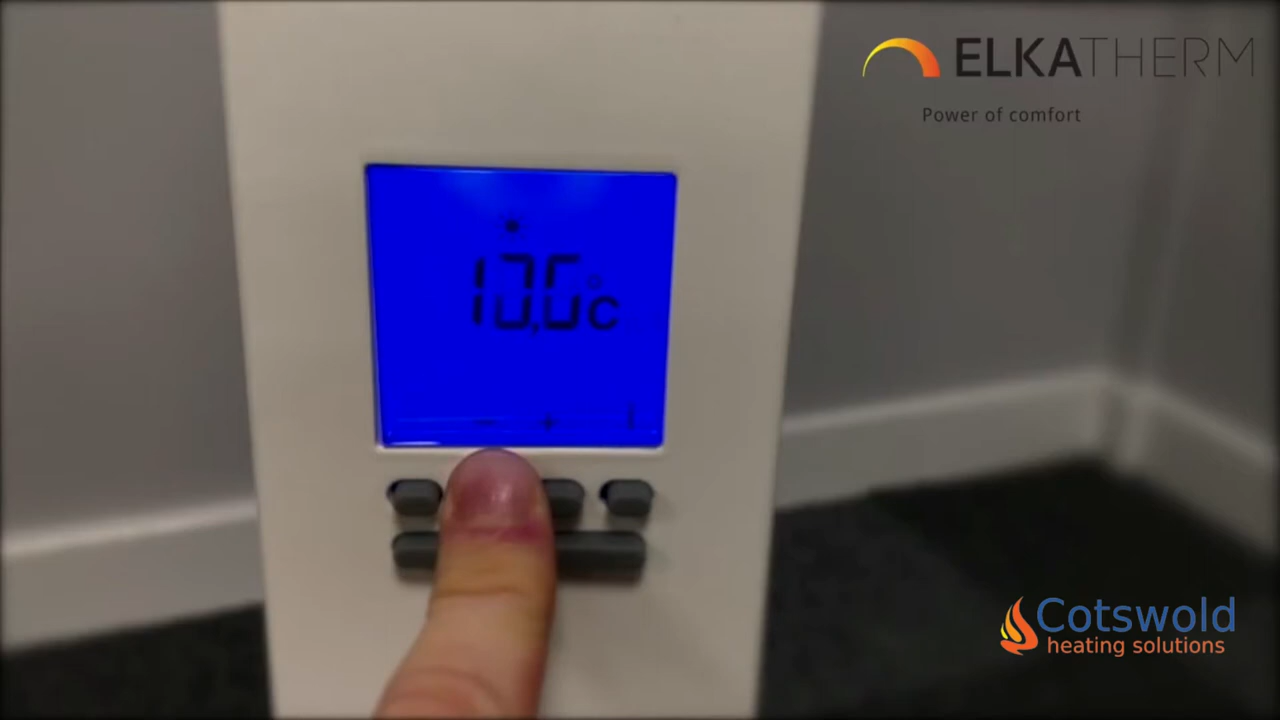 ELKATHERM
Power of comfort
°C
Cotswold
heating solutions